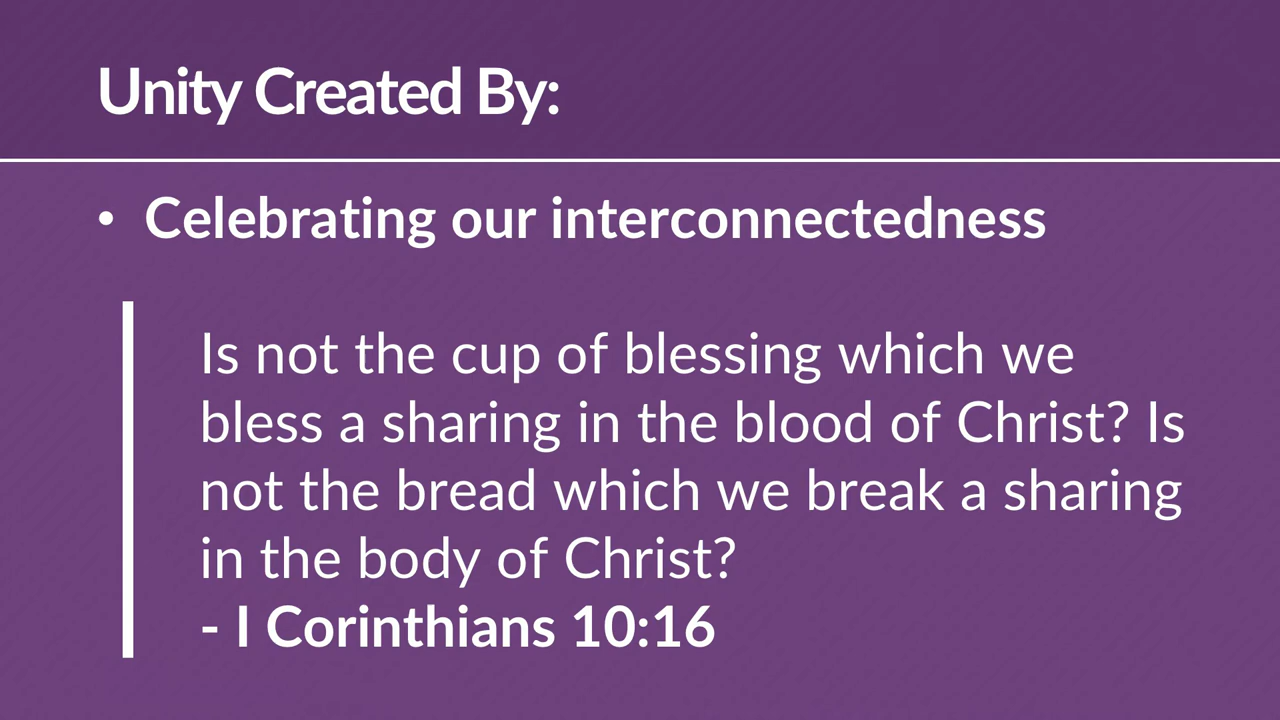 Unity Created By:
• Celebrating our interconnectedness
Is not the cup of blessing which we
bless a sharing in the blood of Christ? Is
not the bread which we break a sharing
in the body of Christ?
- I Corinthians 10:16